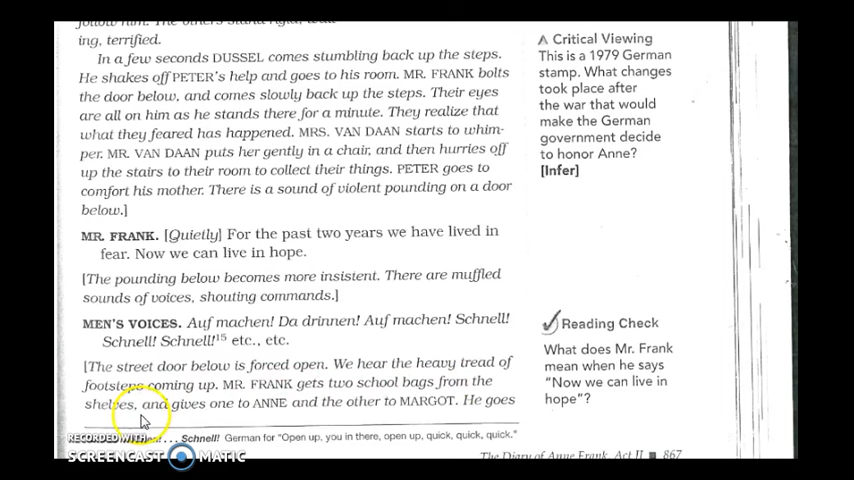 follow him. The others stand
ing, terrified.
In a few seconds DUSSEL comes stumbling back up the steps.
He shakes off PETER's help and goes to his room. MR. FRANK bolts
the door below, and comes slowly back up the steps. Their eyes
are all on him as he stands there for a minute. They realize that
what they feared has happened. MRS. VAN DAAN starts to whim-
per. MR. VAN DAAN puts her gently in a chair, and then hurries off
up the stairs to their room to collect their things. PETER goes to
comfort his mother. There is a sound of violent pounding on a door
below.]
MR. FRANK. [Quietly] For the past two years we have lived in
fear. Now we can live in hope.
[The pounding below becomes more insistent. There are muffled
sounds of voices, shouting commands.]
MEN'S VOICES. Auf machen! Da drinnen! Auf machen! Schnell!
Schnell! Schnell!15 etc., etc.
[The street door below is forced open. We hear the heavy tread of
footsteps coming up. MR. FRANK gets two school bags from the
shelves, and gives one to ANNE and the other to MARGOT. He goes
. . . Schnell! German for "Open up, you in there, open up, quick, quick, quick."
The Diary of Anne Frank, Act II ■ 867
Critical Viewing
This is a 1979 German
stamp. What changes
took place after
the war that would
make the German
government decide
to honor Anne?
[Infer]
Reading Check
What does Mr. Frank
mean when he says
"Now we can live in
hope"?
RECORDED WITH
SCREENCAST MATIC